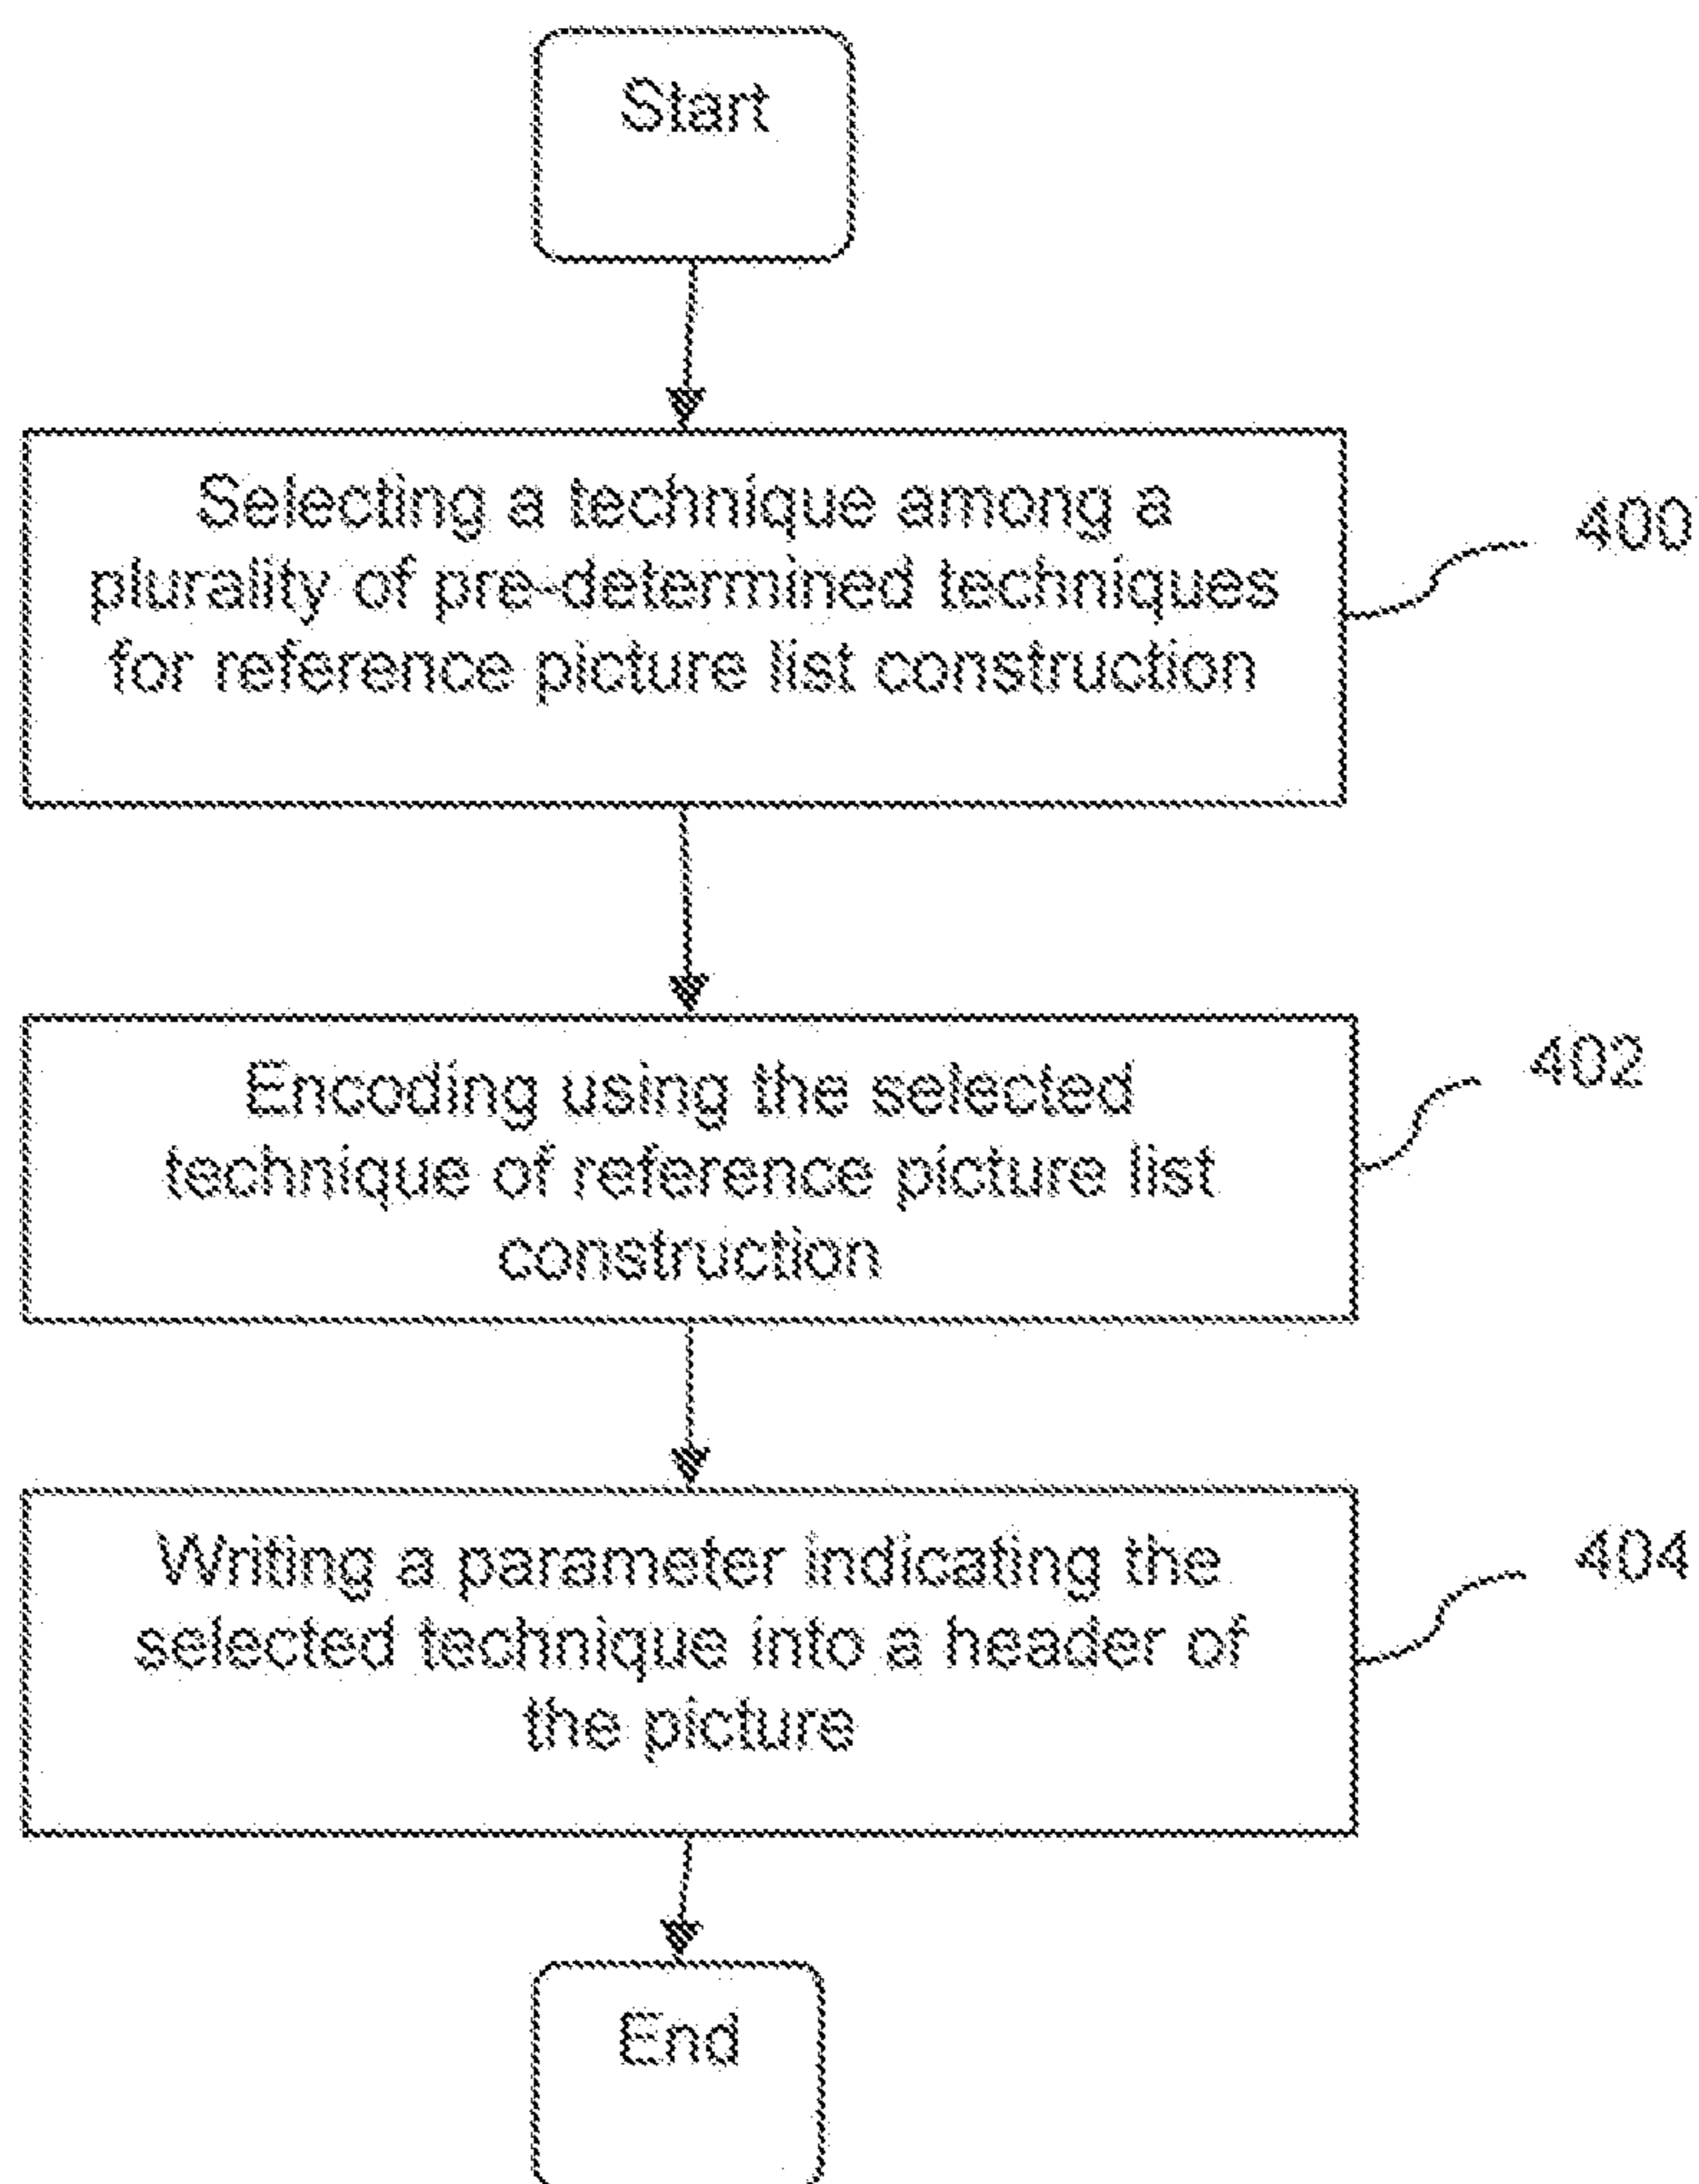 Start
Selecting a technique among a
plurality of pre-determined techniques
for reference picture list construction
400
Encoding using the selected
technique of reference picture list
construction
402
Writing a parameter indicating the
selected technique into a header of
the picture
404
End